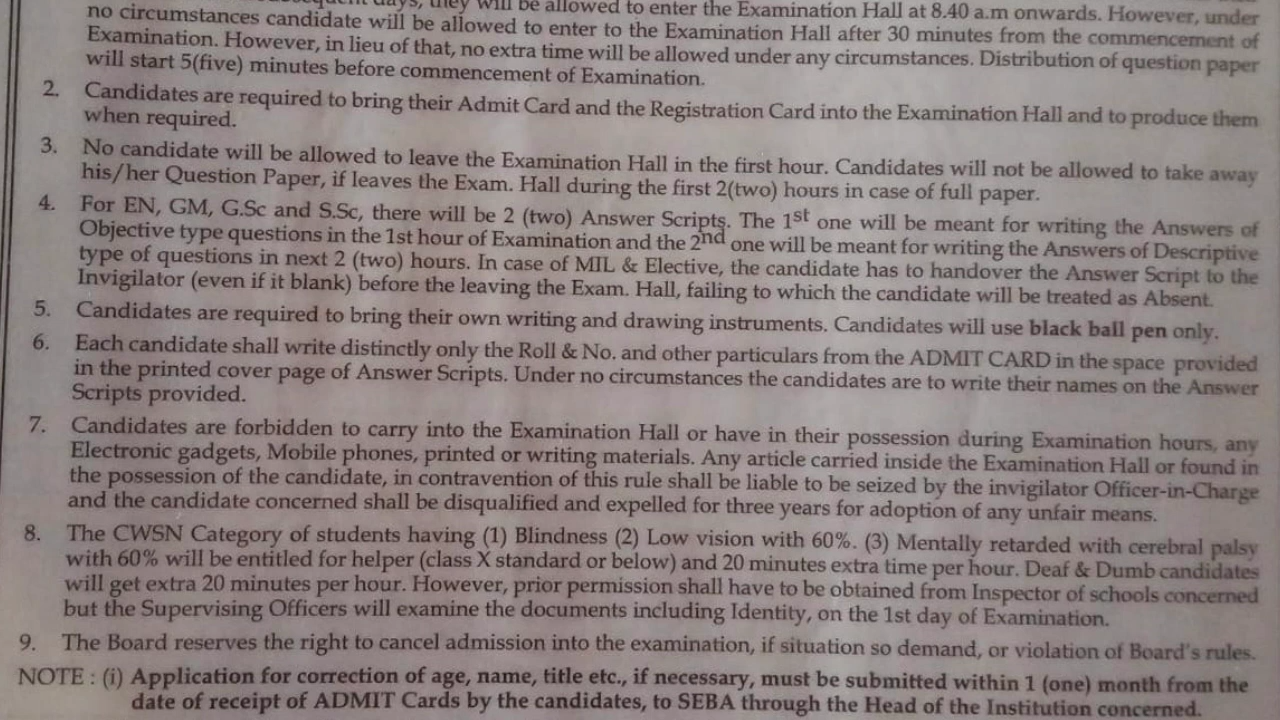 days, they will be allowed to enter the Examination Hall at 8.40 a.m onwards. However, under
no circumstances candidate will be allowed to enter to the Examination Hall after 30 minutes from the commencement of
Examination. However, in lieu of that, no extra time will be allowed under any circumstances. Distribution of question paper
will start 5(five) minutes before commencement of Examination.
2. Candidates are required to bring their Admit Card and the Registration Card into the Examination Hall and to produce them
when required.
3. No candidate will be allowed to leave the Examination Hall in the first hour. Candidates will not be allowed to take away
his/her Question Paper, if leaves the Exam. Hall during the first 2(two) hours in case of full paper.
4. For EN, GM, G.Sc and S.Sc, there will be 2 (two) Answer Scripts. The 1st one will be meant for writing the Answers of
Objective type questions in the 1st hour of Examination and the 2nd one will be meant for writing the Answers of Descriptive
type of questions in next 2 (two) hours. In case of MIL & Elective, the candidate has to handover the Answer Script to the
Invigilator (even if it blank) before the leaving the Exam. Hall, failing to which the candidate will be treated as Absent.
5. Candidates are required to bring their own writing and drawing instruments. Candidates will use black ball pen only.
6. Each candidate shall write distinctly only the Roll & No. and other particulars from the ADMIT CARD in the space provided
in the printed cover page of Answer Scripts. Under no circumstances the candidates are to write their names on the Answer
Scripts provided.
7. Candidates are forbidden to carry into the Examination Hall or have in their possession during Examination hours, any
Electronic gadgets, Mobile phones, printed or writing materials. Any article carried inside the Examination Hall or found in
the possession of the candidate, in contravention of this rule shall be liable to be seized by the invigilator Officer-in-Charge
and the candidate concerned shall be disqualified and expelled for three years for adoption of any unfair means.
8. The CWSN Category of students having (1) Blindness (2) Low vision with 60%. (3) Mentally retarded with cerebral palsy
with 60% will be entitled for helper (class X standard or below) and 20 minutes extra time per hour. Deaf & Dumb candidates
will get extra 20 minutes per hour. However, prior permission shall have to be obtained from Inspector of schools concerned
but the Supervising Officers will examine the documents including Identity, on the 1st day of Examination.
9. The Board reserves the right to cancel admission into the examination, if situation so demand, or violation of Board's rules.
NOTE : (i) Application for correction of age, name, title etc., if necessary, must be submitted within 1 (one) month from the
date of receipt of ADMIT Cards by the candidates, to SEBA through the Head of the Institution concerned.